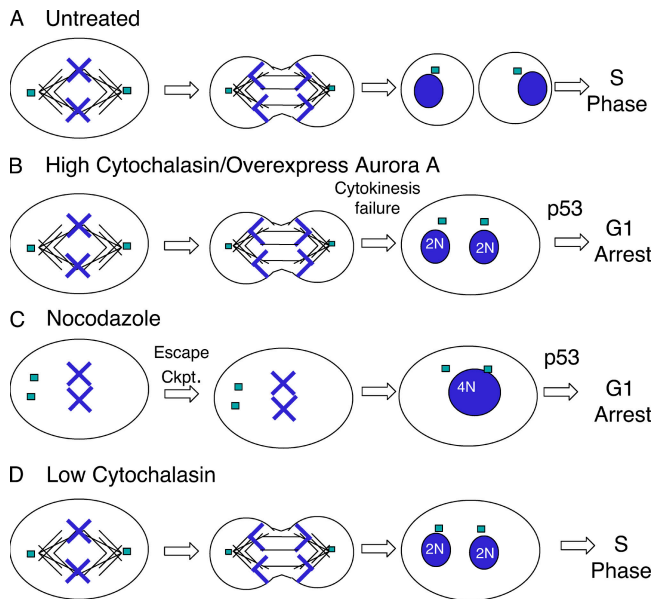 A Untreated
S
Phase
B High Cytochalasin/Overexpress Aurora A
Cytokinesis
failure
2N 2N
p53
G1
Arrest
C Nocodazole
Escape
Ckpt.
4N
p53
G1
Arrest
D Low Cytochalasin
2N 2N
S
Phase